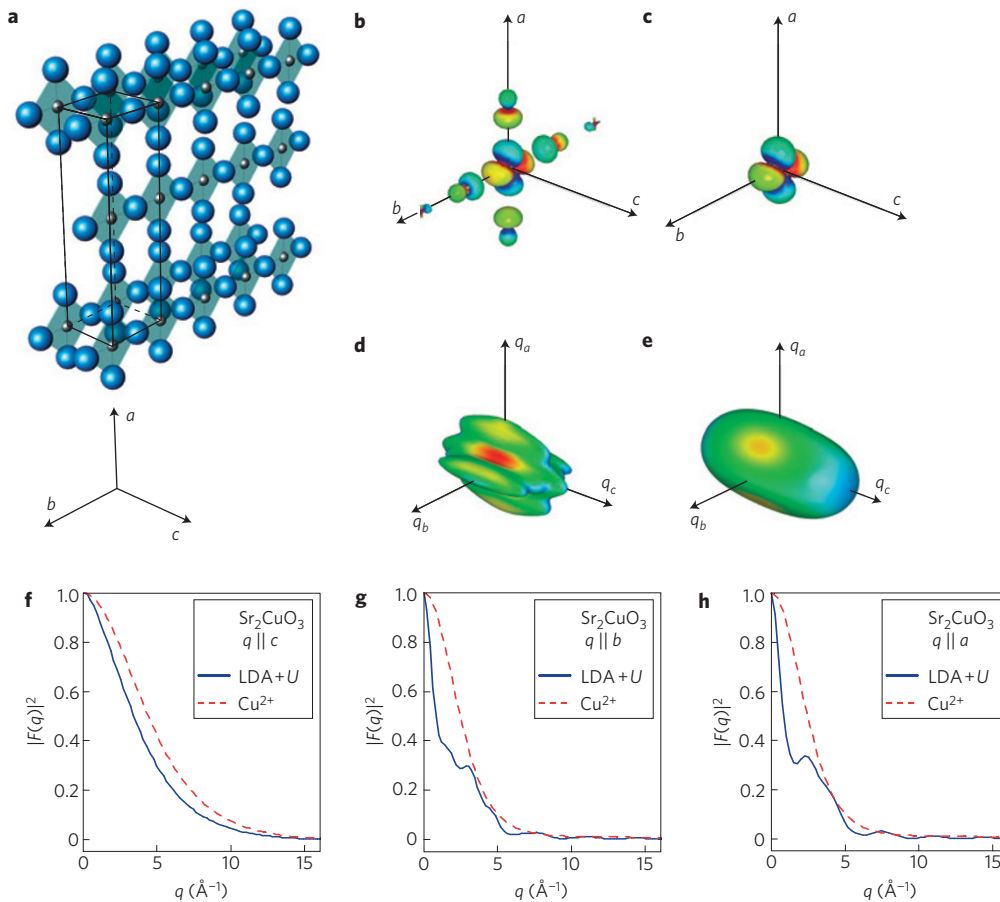 a
b
c
a
b
c
a
b
c
a
b
c
d
e
q_a
q_b
q_c
q_a
q_b
q_c
f
Sr₂CuO₃
q || c
LDA + U
Cu²⁺
|F(q)|²
1.0
0.8
0.6
0.4
0.2
0
0 5 10 15
q (Å⁻¹)
g
Sr₂CuO₃
q || b
LDA + U
Cu²⁺
|F(q)|²
1.0
0.8
0.6
0.4
0.2
0
0 5 10 15
q (Å⁻¹)
h
Sr₂CuO₃
q || a
LDA + U
Cu²⁺
|F(q)|²
1.0
0.8
0.6
0.4
0.2
0
0 5 10 15
q (Å⁻¹)